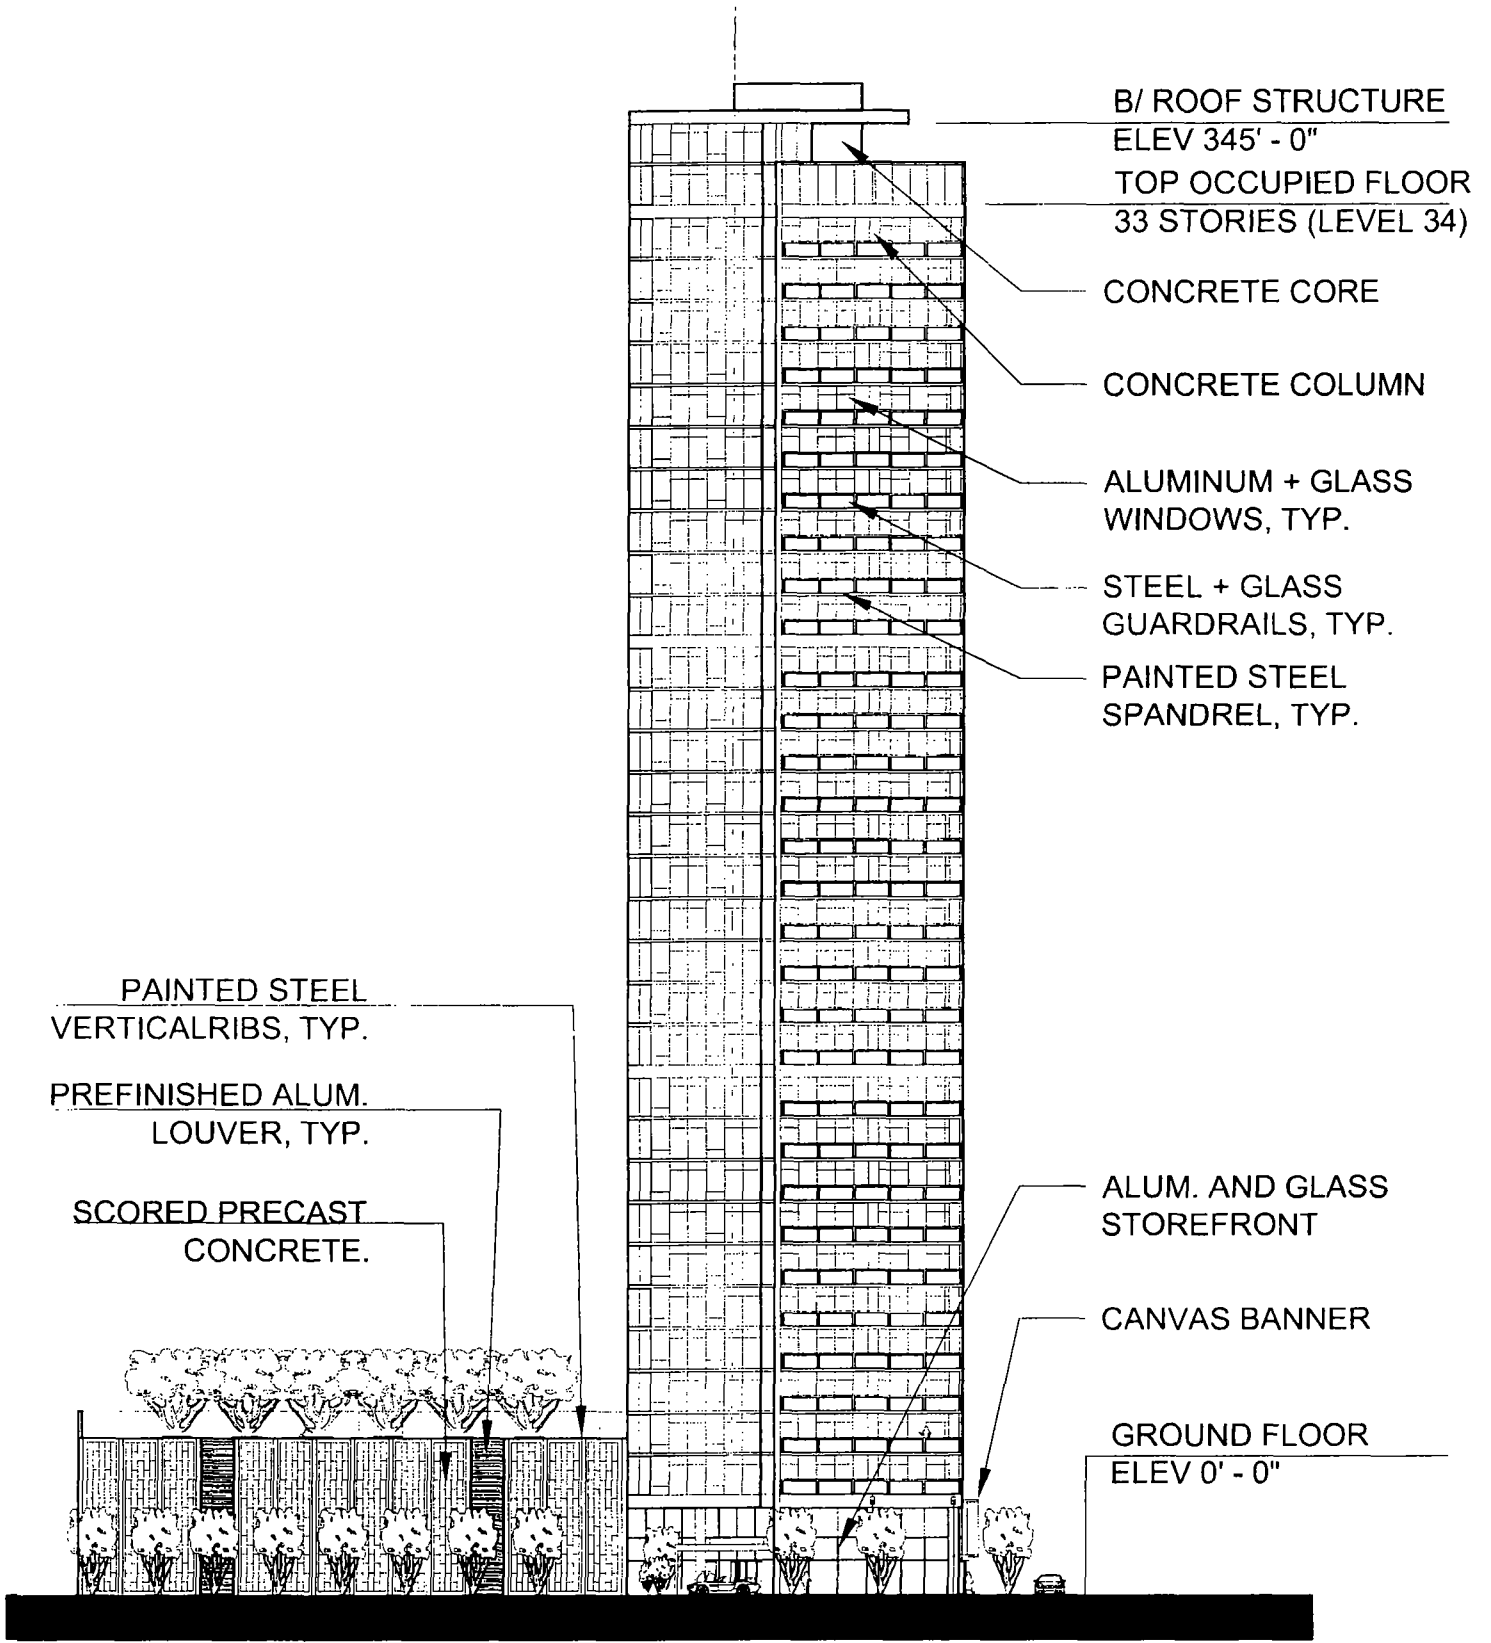 B/ ROOF STRUCTURE
ELEV 345' - 0"
TOP OCCUPIED FLOOR
33 STORIES (LEVEL 34)
CONCRETE CORE
CONCRETE COLUMN
ALUMINUM + GLASS
WINDOWS, TYP.
STEEL + GLASS
GUARDRAILS, TYP.
PAINTED STEEL
SPANDREL, TYP.
PAINTED STEEL
VERTICALRIBS, TYP.
PREFINISHED ALUM.
LOUVER, TYP.
SCORED PRECAST
CONCRETE.
ALUM. AND GLASS
STOREFRONT
CANVAS BANNER
GROUND FLOOR
ELEV 0' - 0"